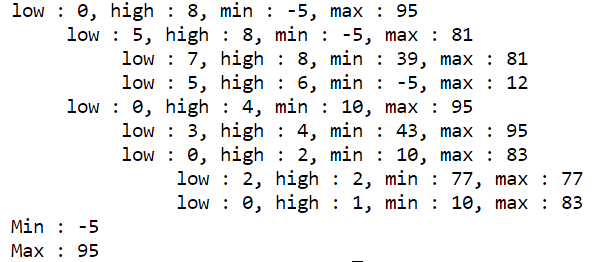 low : 0, high : 8, min : -5, max : 95
low : 5, high : 8, min : -5, max : 81
low : 7, high : 8, min : 39, max : 81
low : 5, high : 6, min : -5, max : 12
low : 0, high : 4, min : 10, max : 95
low : 3, high : 4, min : 43, max : 95
low : 0, high : 2, min : 10, max : 83
low : 2, high : 2, min : 77, max : 77
low : 0, high : 1, min : 10, max : 83
Min : -5
Max : 95